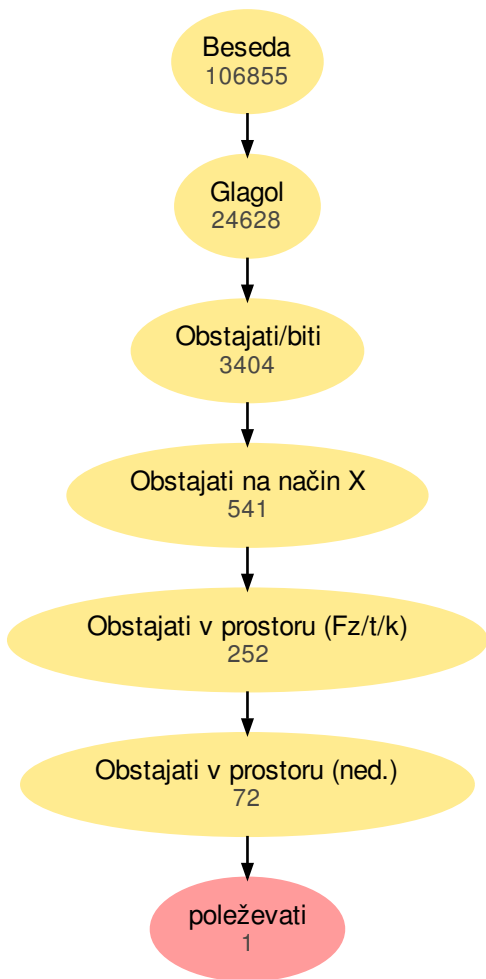 Beseda
106855
Glagol
24628
Obstajati/biti
3404
Obstajati na način X
541
Obstajati v prostoru (Fz/t/k)
252
Obstajati v prostoru (ned.)
72
poleževati
1